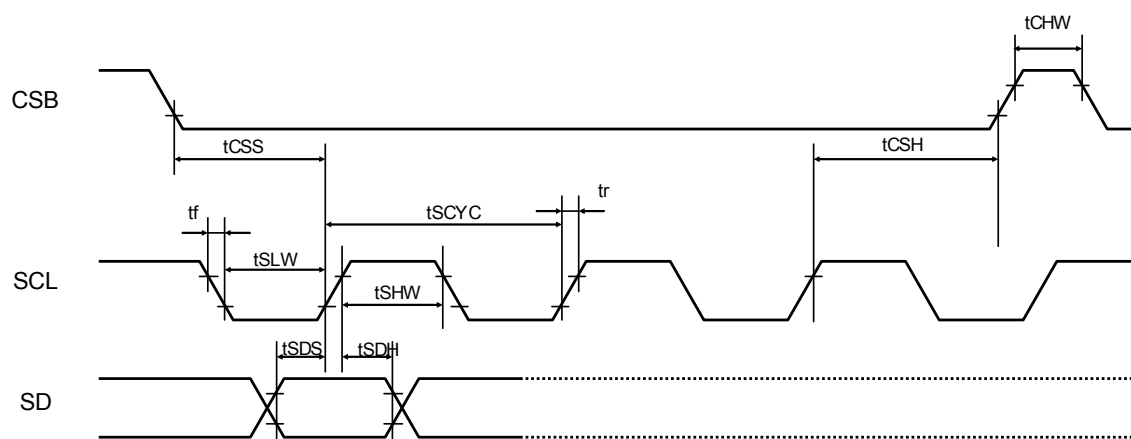 tCHW
CSB
tCSS
tCSH
tr
tf
tSCYC
tSLW
SCL
tSHW
tSDS
tSDH
SD